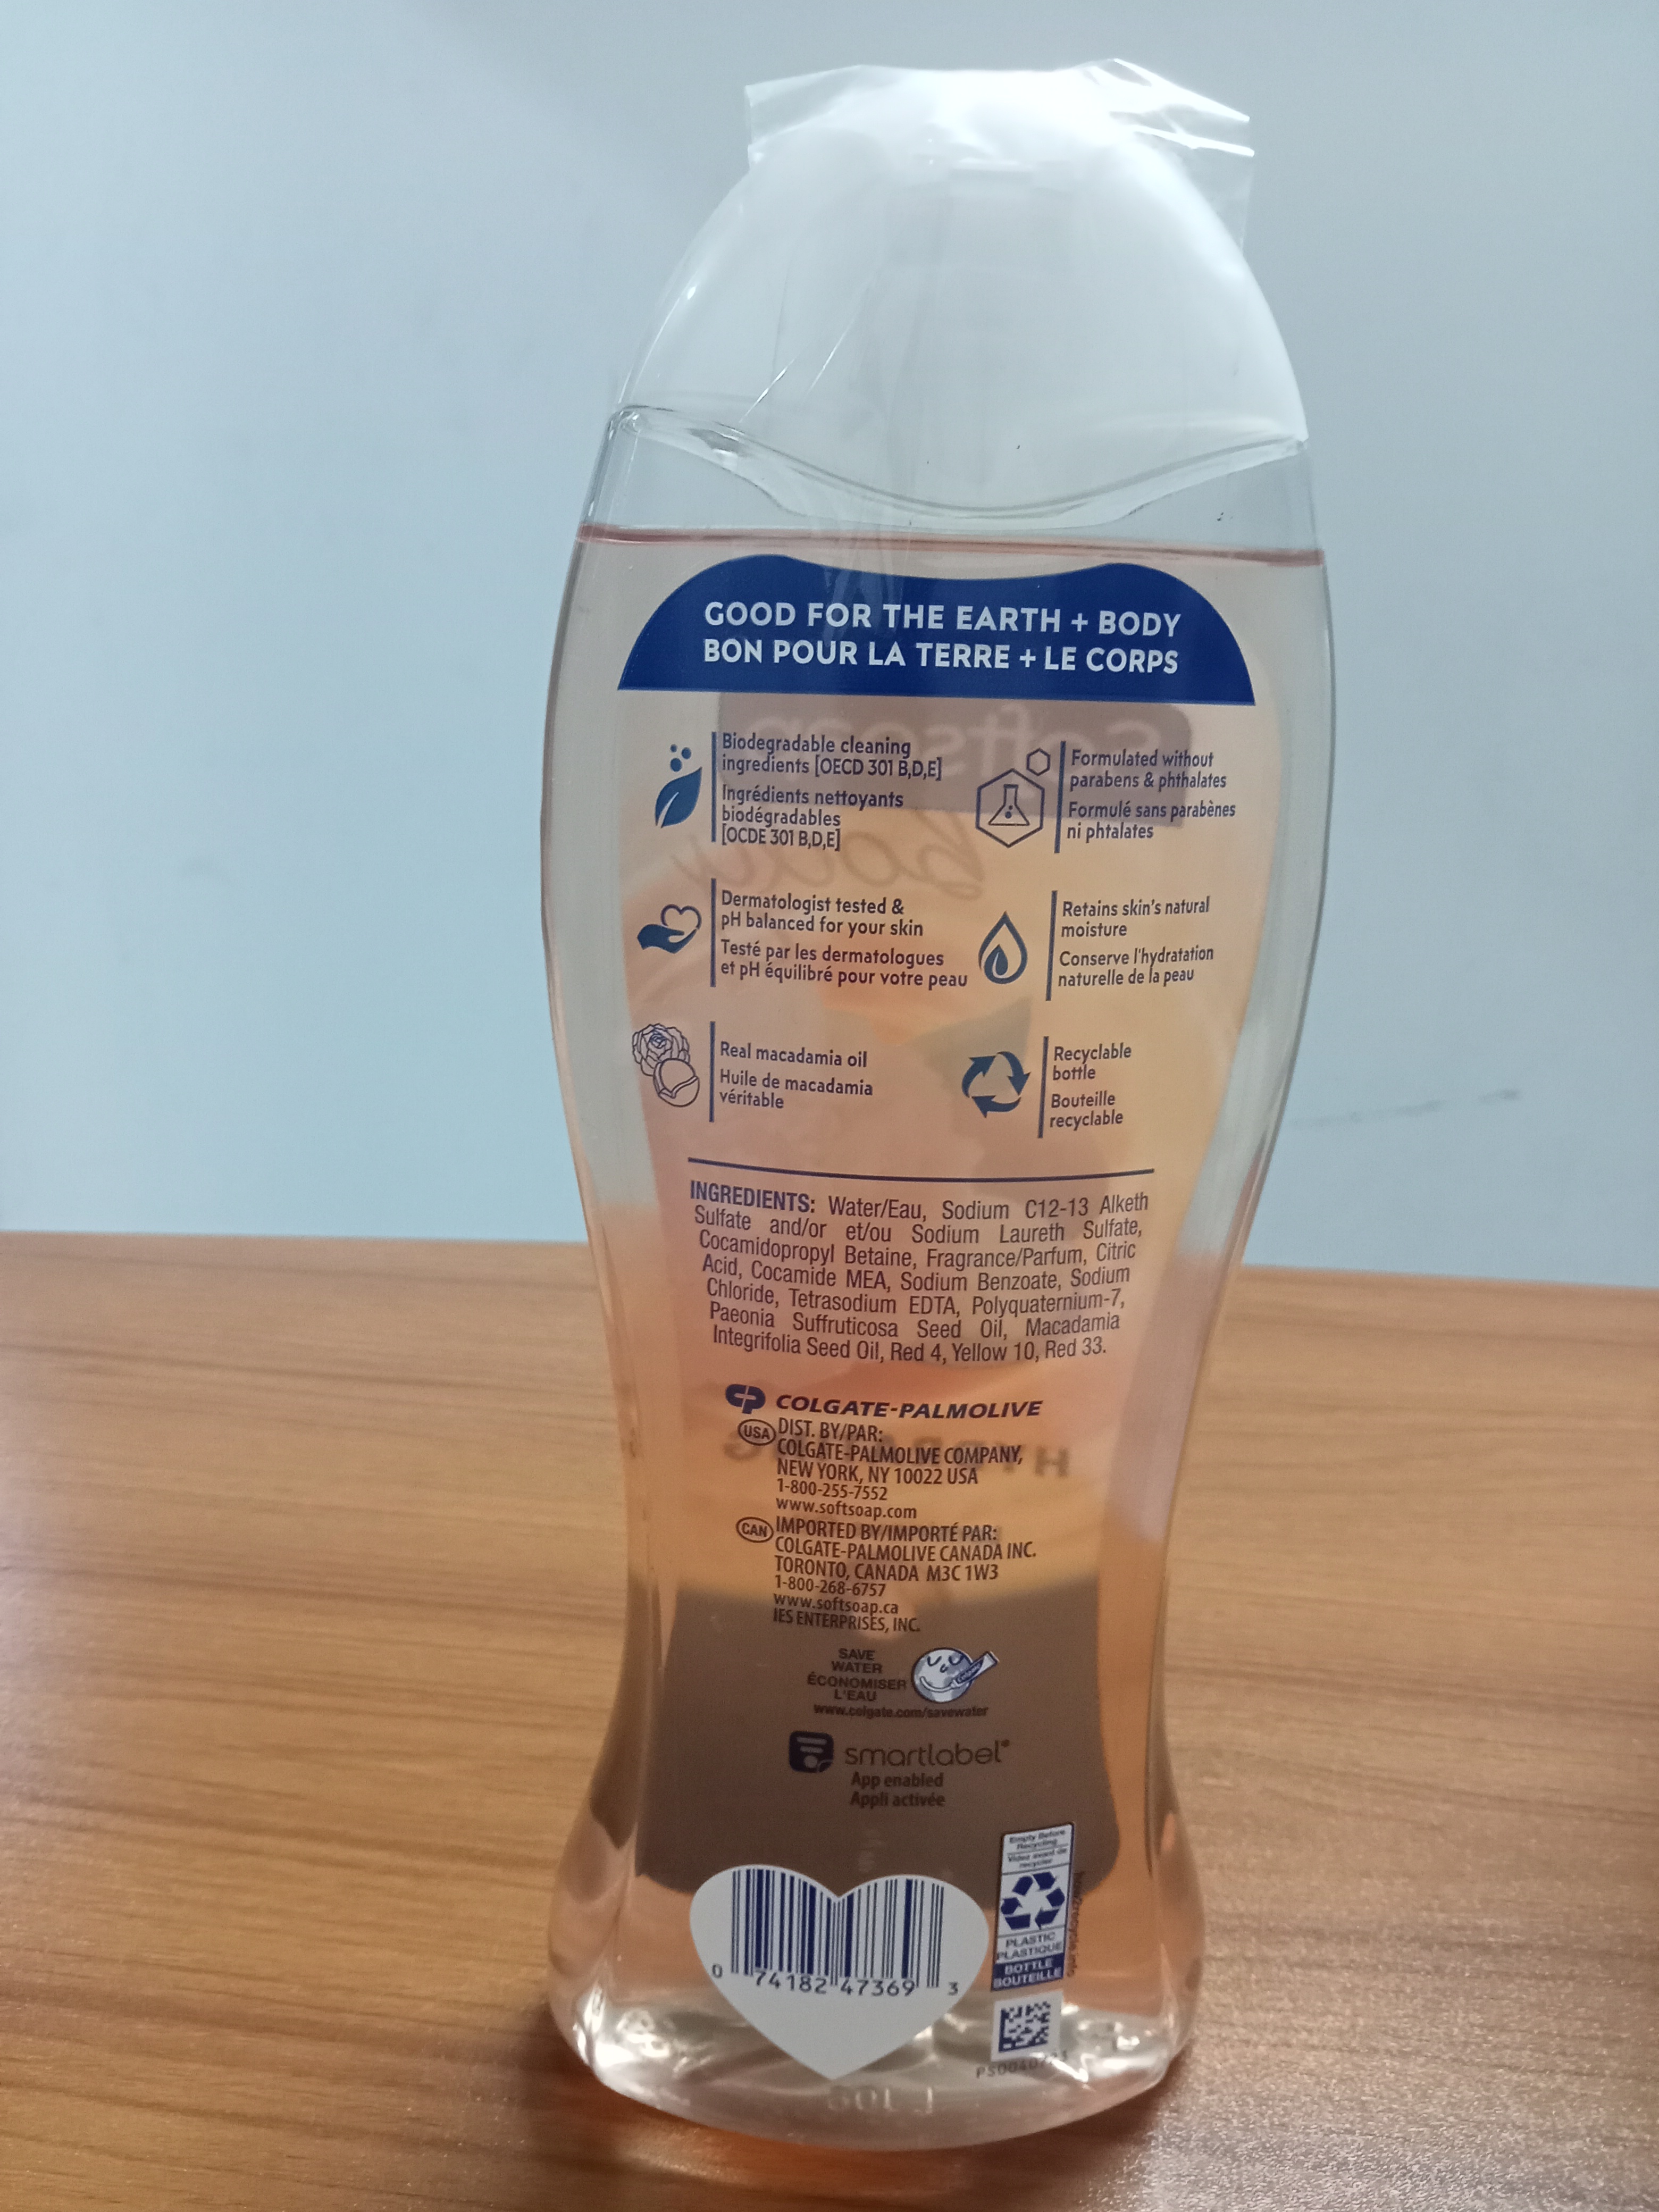 GOOD FOR THE EARTH + BODY
BON POUR LA TERRE + LE CORPS
Biodegradable cleaning
ingredients [OECD 301 B,D,E]
Ingrédients nettoyants
biodégradables
[OCDE 301 B,D,E]
Formulated without
parabens & phthalates
Formulé sans parabènes
ni phtalates
Dermatologist tested &
pH balanced for your skin
Testé par les dermatologues
et pH équilibré pour votre peau
Retains skin's natural
moisture
Conserve l'hydratation
naturelle de la peau
Real macadamia oil
Huile de macadamia
véritable
Recyclable
bottle
Bouteille
recyclable
INGREDIENTS: Water/Eau, Sodium C12-13 Alketh
Sulfate and/or et/ou Sodium Laureth Sulfate,
Cocamidopropyl Betaine, Fragrance/Parfum, Citric
Acid, Cocamide MEA, Sodium Benzoate, Sodium
Chloride, Tetrasodium EDTA, Polyquaternium-7,
Paeonia Suffruticosa Seed Oil, Macadamia
Integrifolia Seed Oil, Red 4, Yellow 10, Red 33.
CP COLGATE-PALMOLIVE
USA DIST. BY/PAR:
COLGATE-PALMOLIVE COMPANY,
NEW YORK, NY 10022 USA
1-800-255-7552
www.softsoap.com
CAN IMPORTED BY/IMPORTÉ PAR:
COLGATE-PALMOLIVE CANADA INC.
TORONTO, CANADA M3C 1W3
1-800-268-6757
www.softsoap.ca
IES ENTERPRISES, INC.
SAVE
WATER
ÉCONOMISER
L'EAU
Colgate
www.colgate.com/savewater
smartlabel®
App enabled
Appli activée
Empty Before
Recycling
Videz avant de
recycler
PLASTIC
PLASTIQUE
BOTTLE
BOUTEILLE
how2recycle.info
0 74182 47369 3